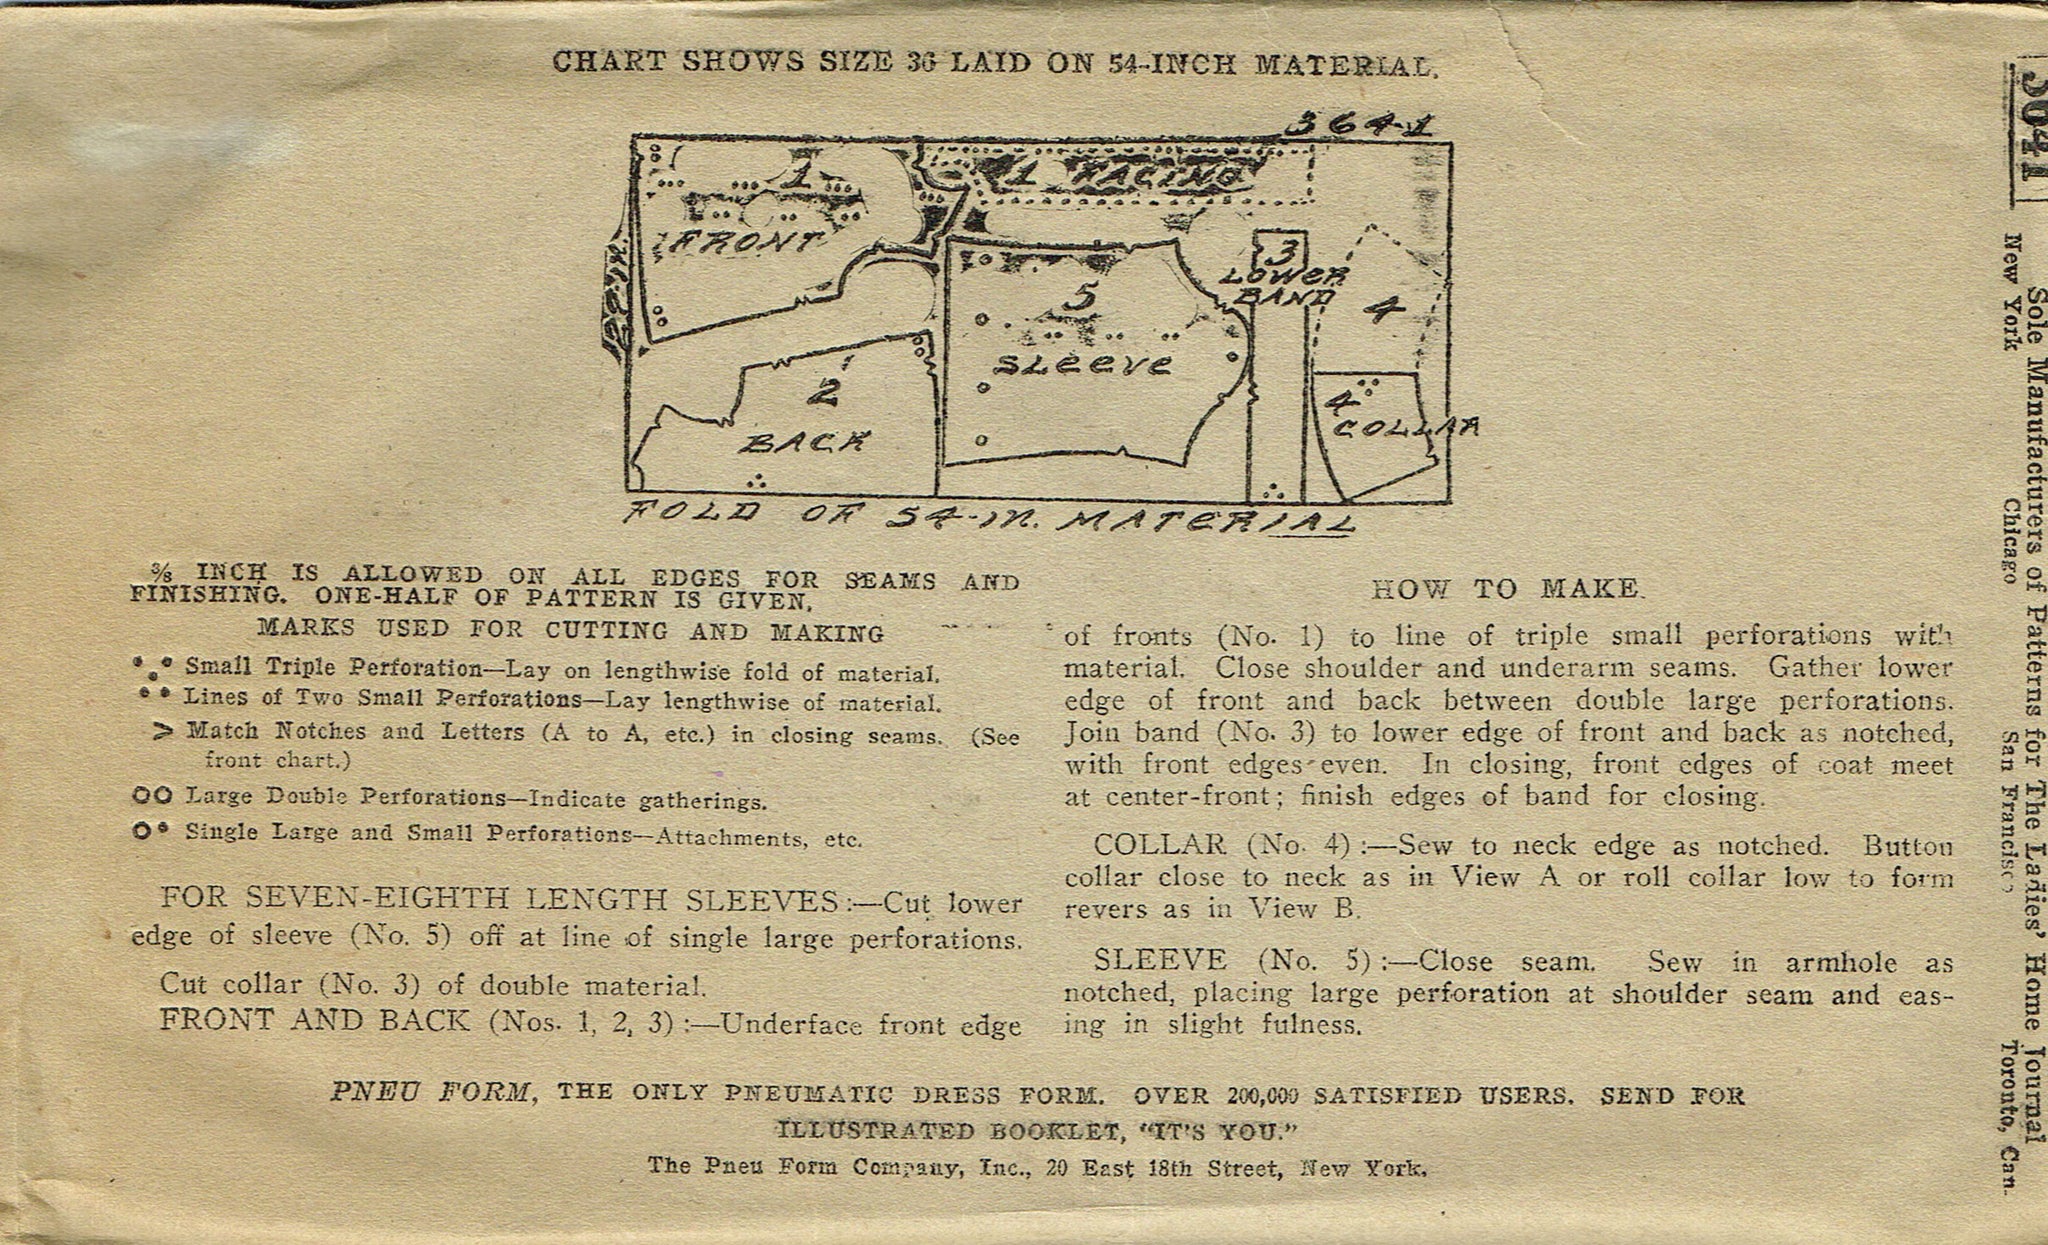 CHART SHOWS SIZE 36 LAID ON 54-INCH MATERIAL.
3641
1 FRONT
1 FACING
2 BACK
5 SLEEVE
3 LOWER BAND
4
4 COLLAR
FOLD OF 54-IN. MATERIAL
⅜ INCH IS ALLOWED ON ALL EDGES FOR SEAMS AND
FINISHING. ONE-HALF OF PATTERN IS GIVEN.
MARKS USED FOR CUTTING AND MAKING
Small Triple Perforation—Lay on lengthwise fold of material.
Lines of Two Small Perforations—Lay lengthwise of material.
Match Notches and Letters (A to A, etc.) in closing seams. (See
front chart.)
Large Double Perforations—Indicate gatherings.
Single Large and Small Perforations—Attachments, etc.
FOR SEVEN-EIGHTH LENGTH SLEEVES:—Cut lower
edge of sleeve (No. 5) off at line of single large perforations.
Cut collar (No. 3) of double material.
FRONT AND BACK (Nos. 1, 2, 3):—Underface front edge
HOW TO MAKE.
of fronts (No. 1) to line of triple small perforations with
material. Close shoulder and underarm seams. Gather lower
edge of front and back between double large perforations.
Join band (No. 3) to lower edge of front and back as notched,
with front edges even. In closing, front edges of coat meet
at center-front; finish edges of band for closing.
COLLAR (No. 4):—Sew to neck edge as notched. Button
collar close to neck as in View A or roll collar low to form
revers as in View B.
SLEEVE (No. 5):—Close seam. Sew in armhole as
notched, placing large perforation at shoulder seam and eas-
ing in slight fulness.
PNEU FORM, THE ONLY PNEUMATIC DRESS FORM. OVER 200,000 SATISFIED USERS. SEND FOR
ILLUSTRATED BOOKLET, "IT'S YOU."
The Pneu Form Company, Inc., 20 East 18th Street, New York.
Sole Manufacturers of Patterns for The Ladies' Home Journal
New York Chicago San Francisco Toronto, Can.